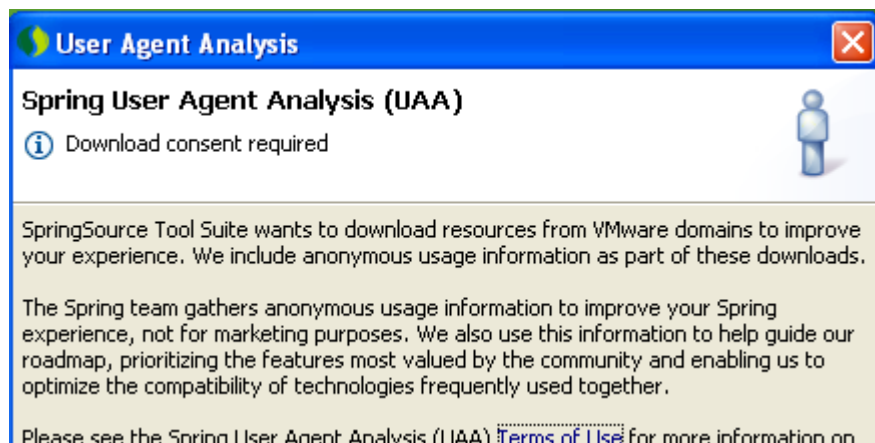 User Agent Analysis
Spring User Agent Analysis (UAA)
Download consent required
SpringSource Tool Suite wants to download resources from VMware domains to improve
your experience. We include anonymous usage information as part of these downloads.
The Spring team gathers anonymous usage information to improve your Spring
experience, not for marketing purposes. We also use this information to help guide our
roadmap, prioritizing the features most valued by the community and enabling us to
optimize the compatibility of technologies frequently used together.
Please see the Spring User Agent Analysis (UAA) Terms of Use for more information on